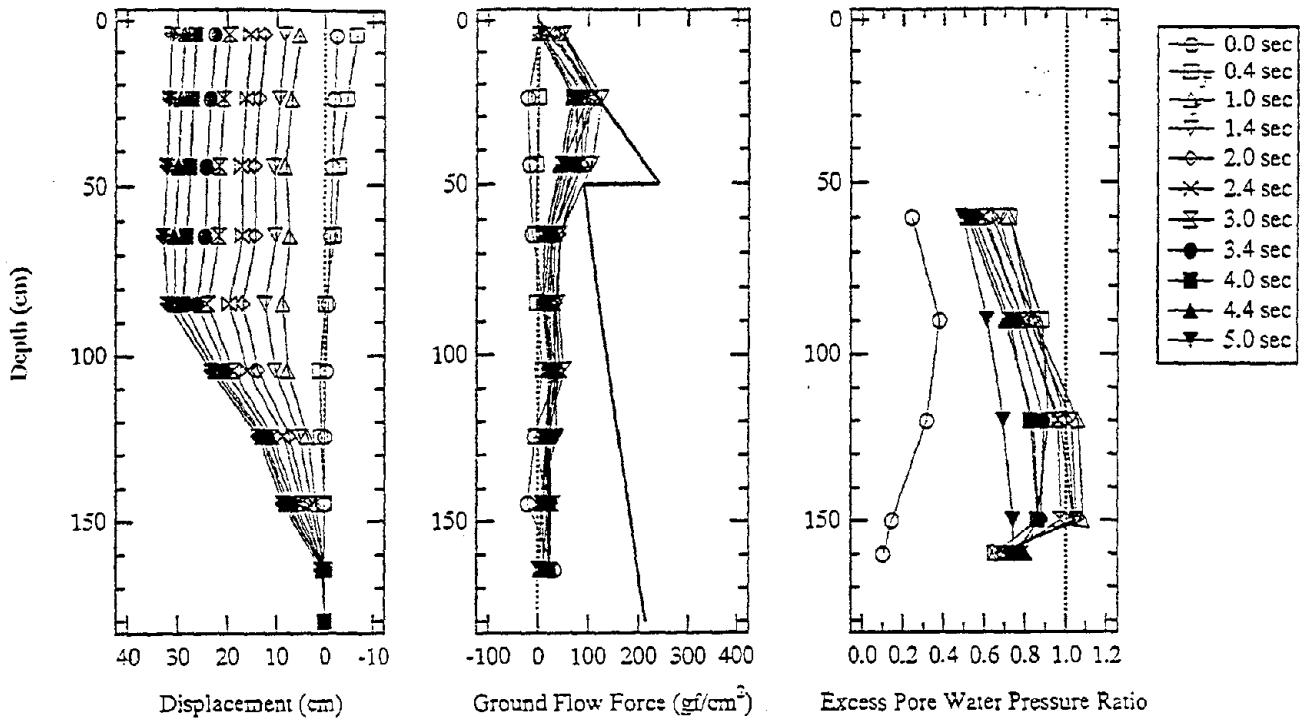 0
50
100
150
Depth (cm)
40 30 20 10 0 -10
Displacement (cm)
0
50
100
150
-100 0 100 200 300 400
Ground Flow Force (gf/cm²)
0
50
100
150
0.0 0.2 0.4 0.6 0.8 1.0 1.2
Excess Pore Water Pressure Ratio
0.0 sec
0.4 sec
1.0 sec
1.4 sec
2.0 sec
2.4 sec
3.0 sec
3.4 sec
4.0 sec
4.4 sec
5.0 sec